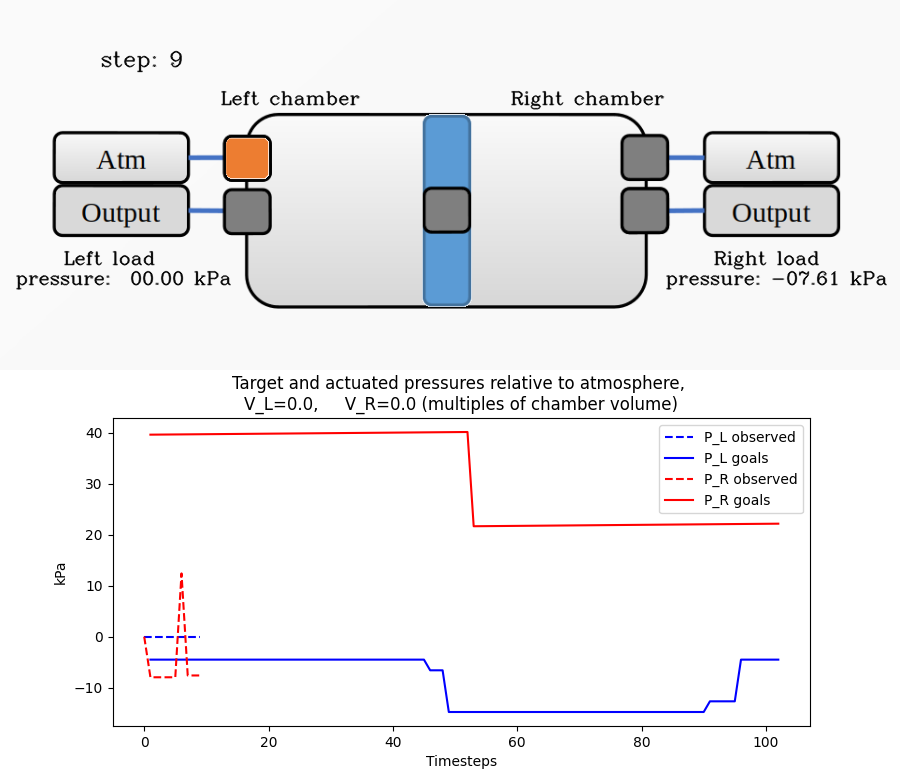 step: 9
Left chamber
Right chamber
Atm
Atm
Output
Output
Left load
pressure: 00.00 kPa
Right load
pressure: −07.61 kPa
Target and actuated pressures relative to atmosphere,
V_L=0.0, V_R=0.0 (multiples of chamber volume)
40
30
20
10
0
−10
kPa
P_L observed
P_L goals
P_R observed
P_R goals
0
20
40
60
80
100
Timesteps